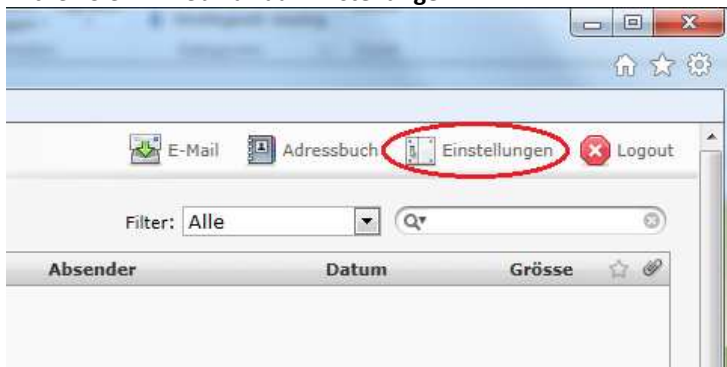 E-Mail Adressbuch Einstellungen Logout
Filter: Alle
Absender Datum Grösse